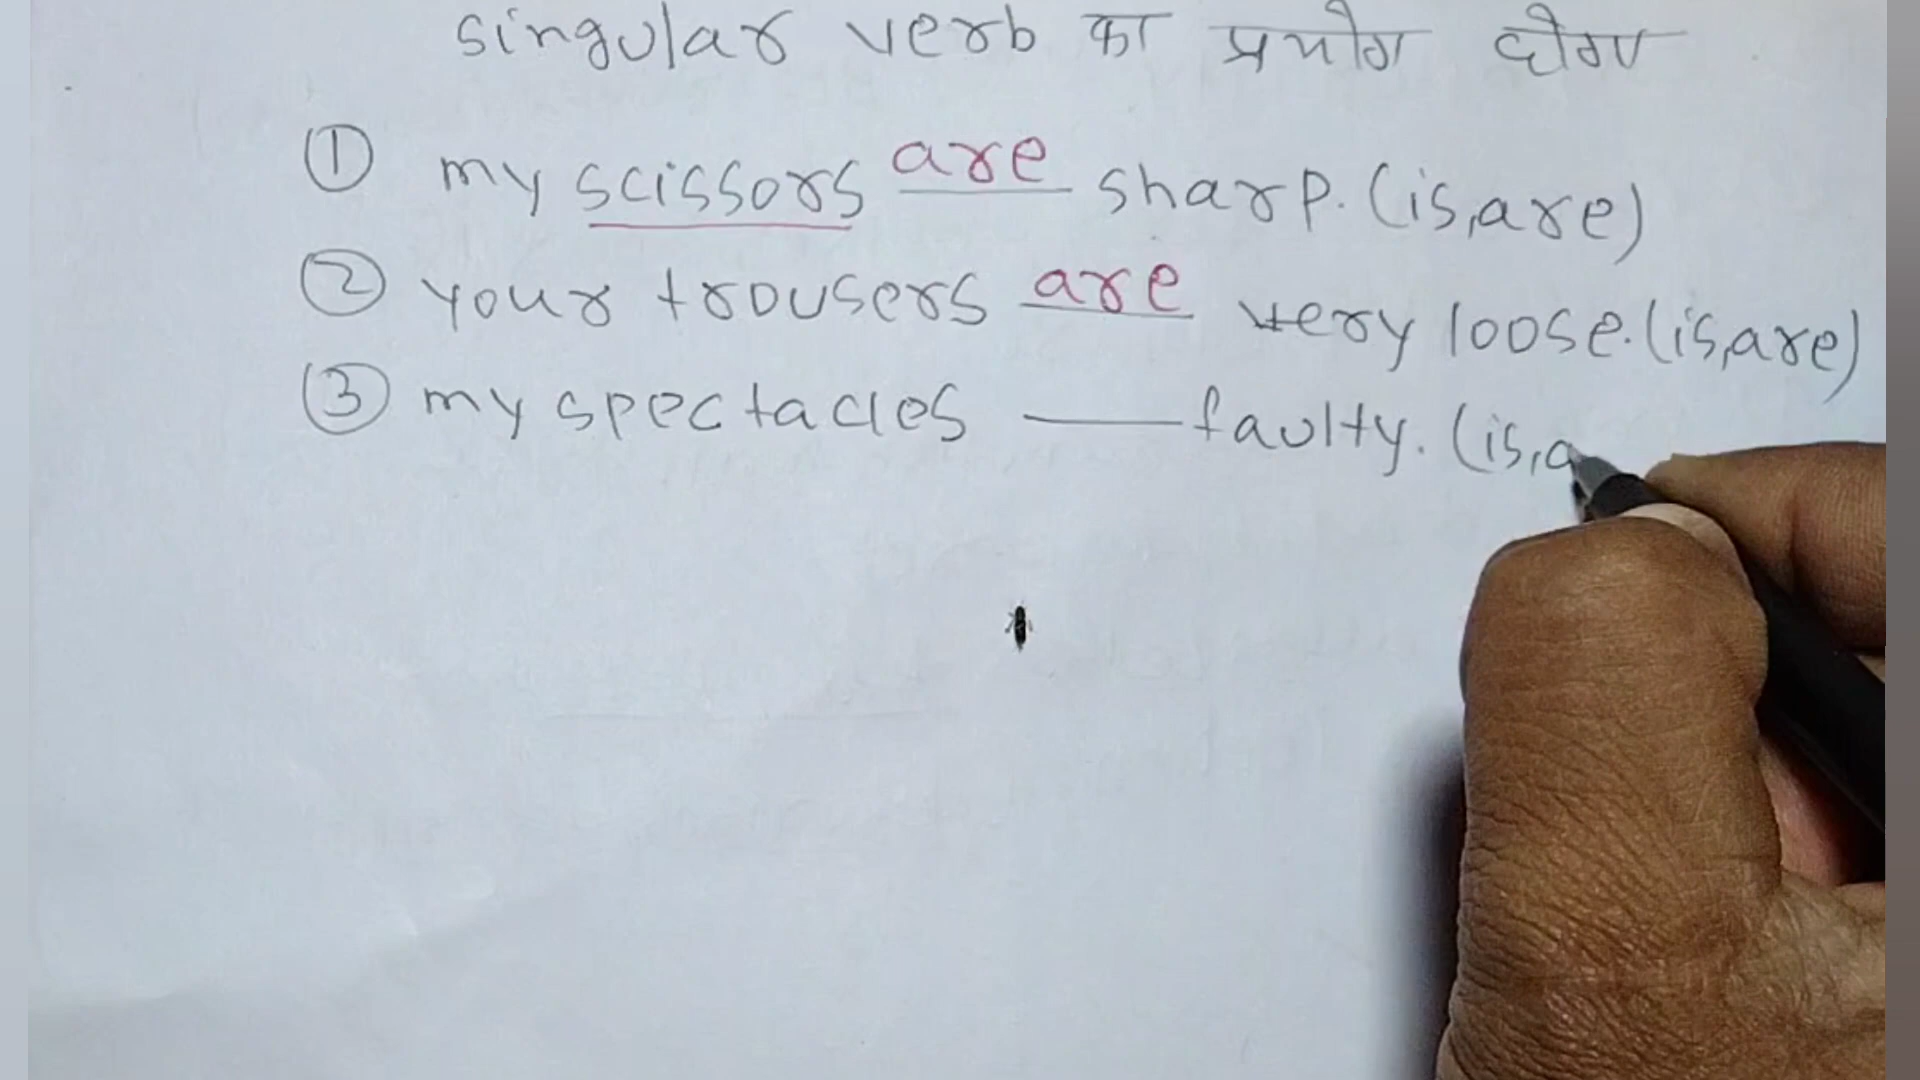 singular verb का प्रयोग होगा
① my scissors are sharp. (is, are)
② your trousers are very loose. (is, are)
③ my spectacles ____ faulty. (is, a